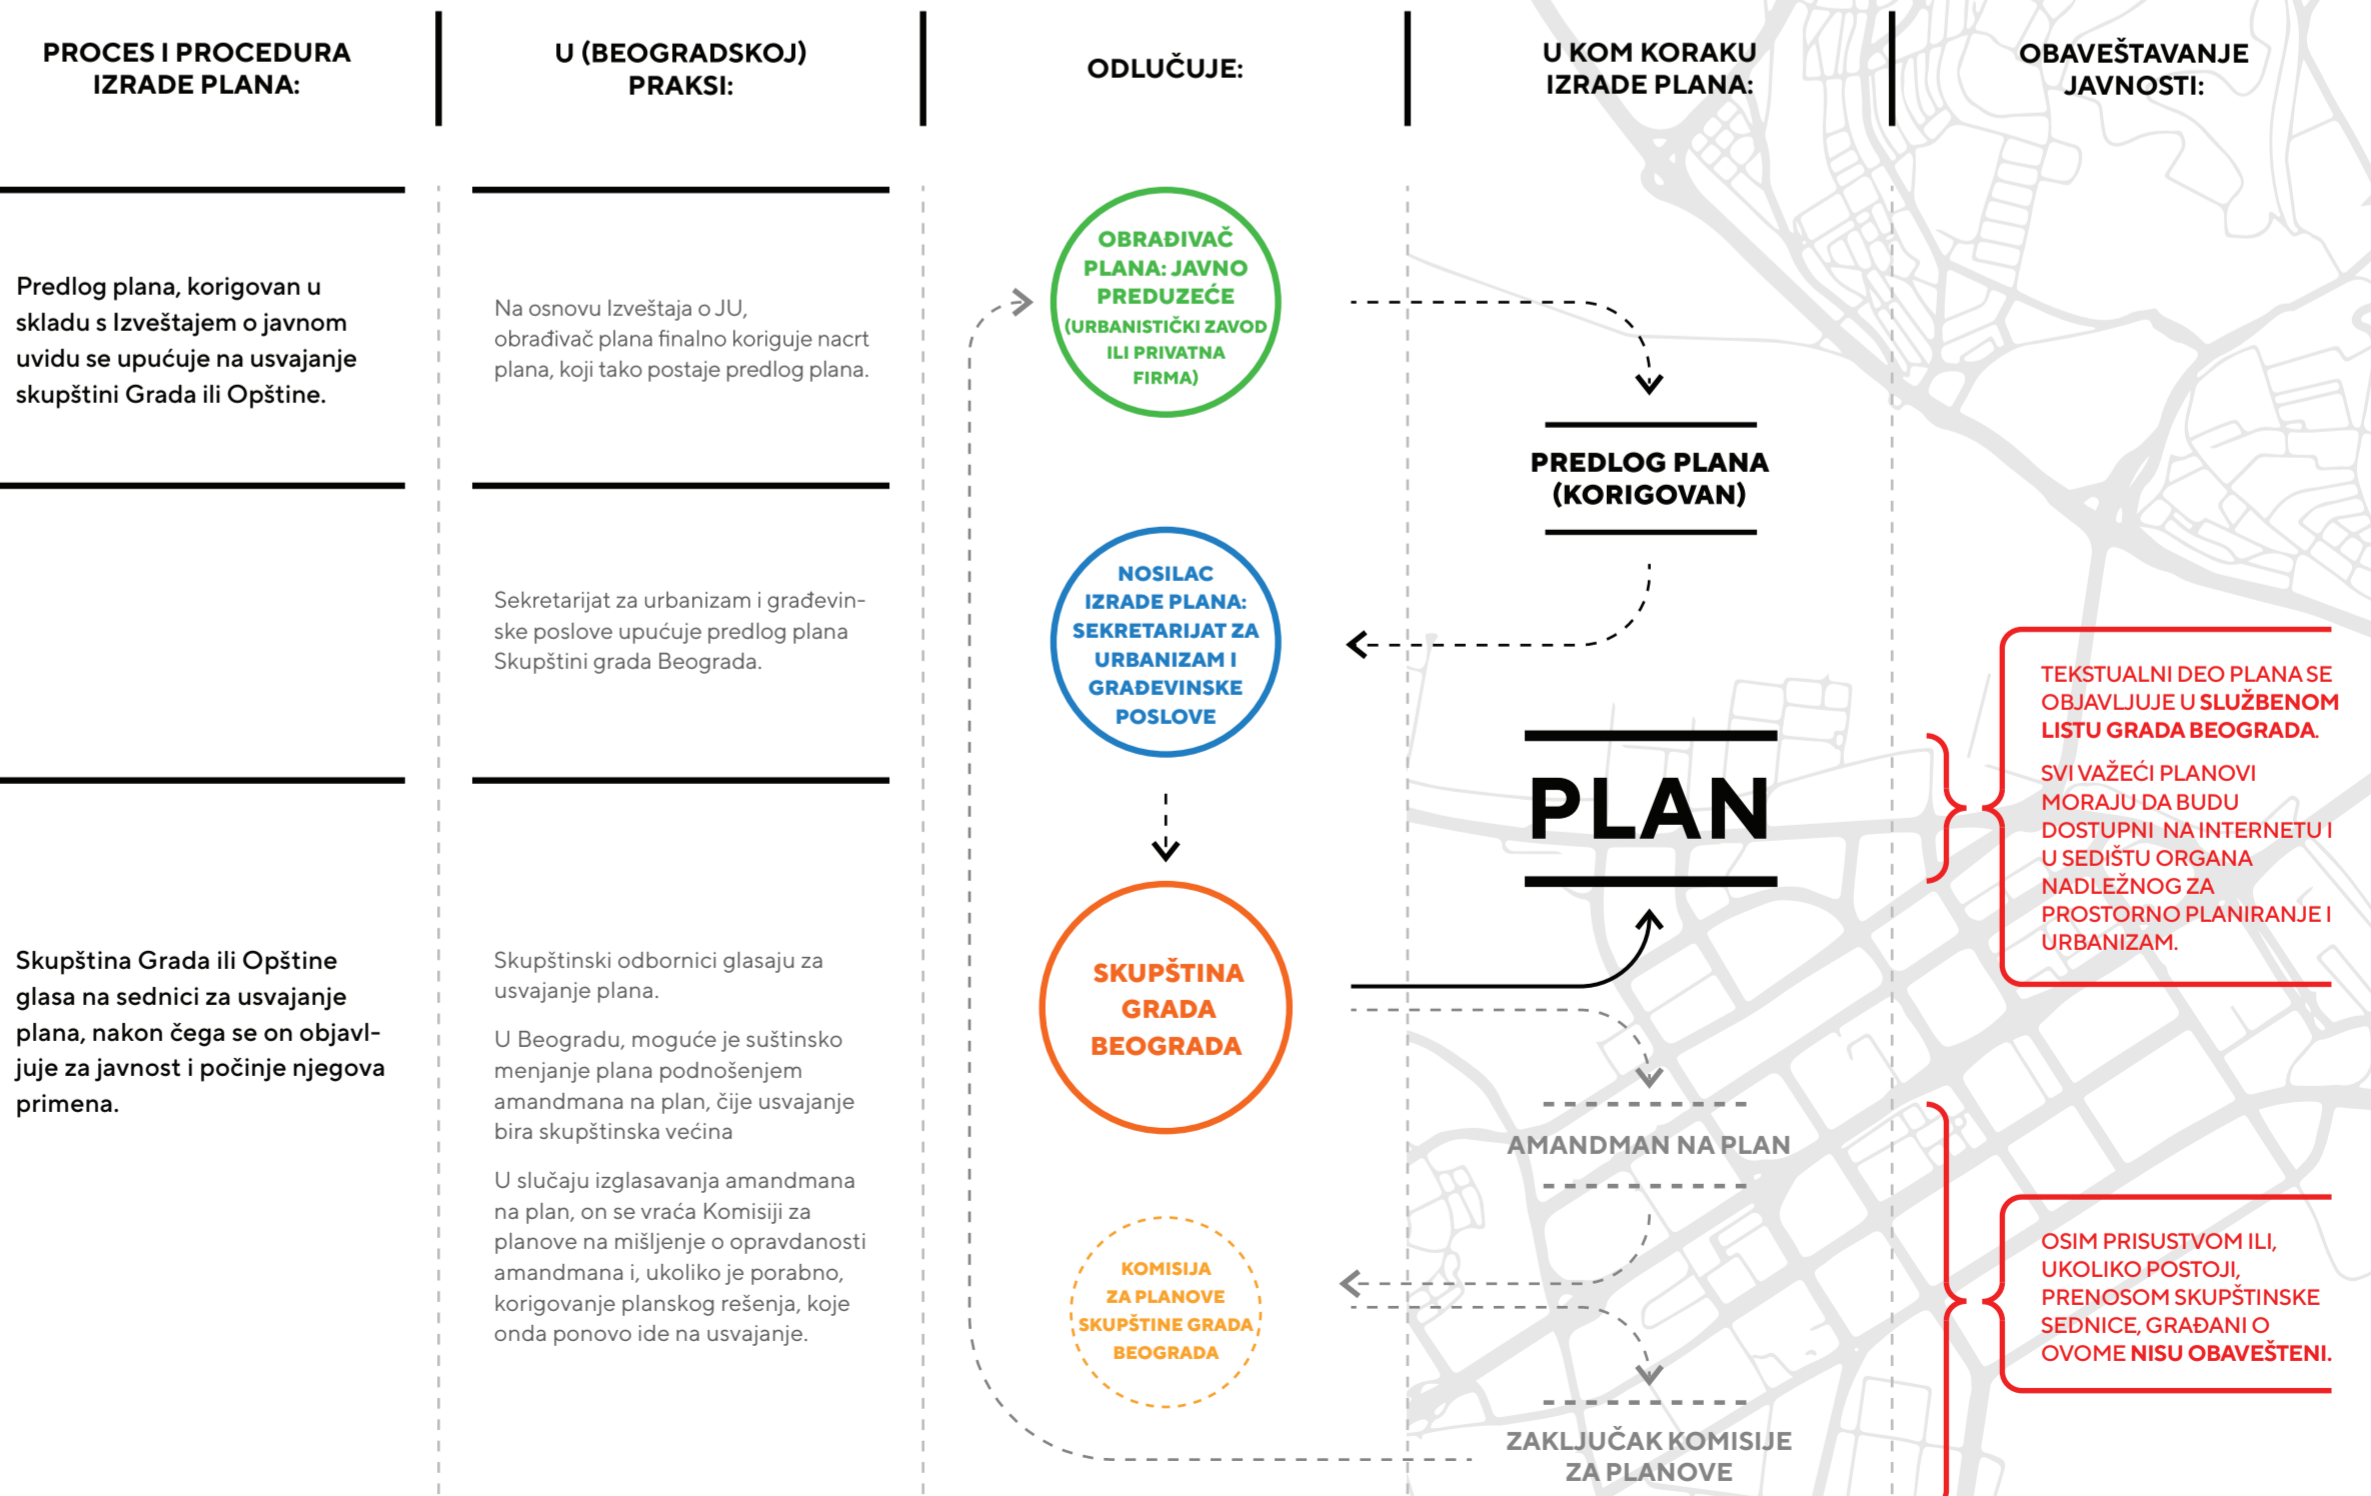 PROCES I PROCEDURA
IZRADE PLANA:
U (BEOGRADSKOJ)
PRAKSI:
ODLUČUJE:
U KOM KORAKU
IZRADE PLANA:
OBAVEŠTAVANJE
JAVNOSTI:
Predlog plana, korigovan u
skladu s Izveštajem o javnom
uvidu se upućuje na usvajanje
skupštini Grada ili Opštine.
Na osnovu Izveštaja o JU,
obrađivač plana finalno koriguje nacrt
plana, koji tako postaje predlog plana.
OBRAĐIVAČ
PLANA: JAVNO
PREDUZEĆE
(URBANISTIČKI ZAVOD
ILI PRIVATNA
FIRMA)
PREDLOG PLANA
(KORIGOVAN)
Sekretarijat za urbanizam i građevin-
ske poslove upućuje predlog plana
Skupštini grada Beograda.
NOSILAC
IZRADE PLANA:
SEKRETARIJAT ZA
URBANIZAM I
GRAĐEVINSKE
POSLOVE
PLAN
TEKSTUALNI DEO PLANA SE
OBJAVLJUJE U SLUŽBENOM
LISTU GRADA BEOGRADA.
SVI VAŽEĆI PLANOVI
MORAJU DA BUDU
DOSTUPNI NA INTERNETU I
U SEDIŠTU ORGANA
NADLEŽNOG ZA
PROSTORNO PLANIRANJE I
URBANIZAM.
Skupština Grada ili Opštine
glasa na sednici za usvajanje
plana, nakon čega se on objavl-
juje za javnost i počinje njegova
primena.
Skupštinski odbornici glasaju za
usvajanje plana.
U Beogradu, moguće je suštinsko
menjanje plana podnošenjem
amandmana na plan, čije usvajanje
bira skupštinska većina
U slučaju izglasavanja amandmana
na plan, on se vraća Komisiji za
planove na mišljenje o opravdanosti
amandmana i, ukoliko je porabno,
korigovanje planskog rešenja, koje
onda ponovo ide na usvajanje.
SKUPŠTINA
GRADA
BEOGRADA
AMANDMAN NA PLAN
KOMISIJA
ZA PLANOVE
SKUPŠTINE GRADA
BEOGRADA
ZAKLJUČAK KOMISIJE
ZA PLANOVE
OSIM PRISUSTVOM ILI,
UKOLIKO POSTOJI,
PRENOSOM SKUPŠTINSKE
SEDNICE, GRAĐANI O
OVOME NISU OBAVEŠTENI.